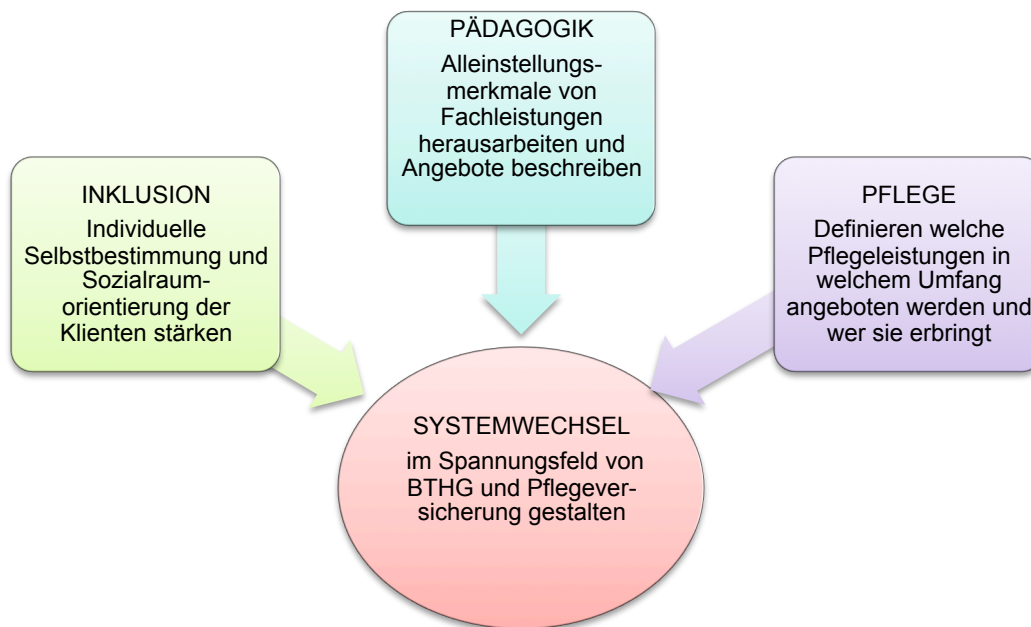 PÄDAGOGIK
Alleinstellungs-
merkmale von
Fachleistungen
herausarbeiten und
Angebote beschreiben
INKLUSION
Individuelle
Selbstbestimmung und
Sozialraum-
orientierung der
Klienten stärken
PFLEGE
Definieren welche
Pflegeleistungen in
welchem Umfang
angeboten werden und
wer sie erbringt
SYSTEMWECHSEL
im Spannungsfeld von
BTHG und Pflegever-
sicherung gestalten